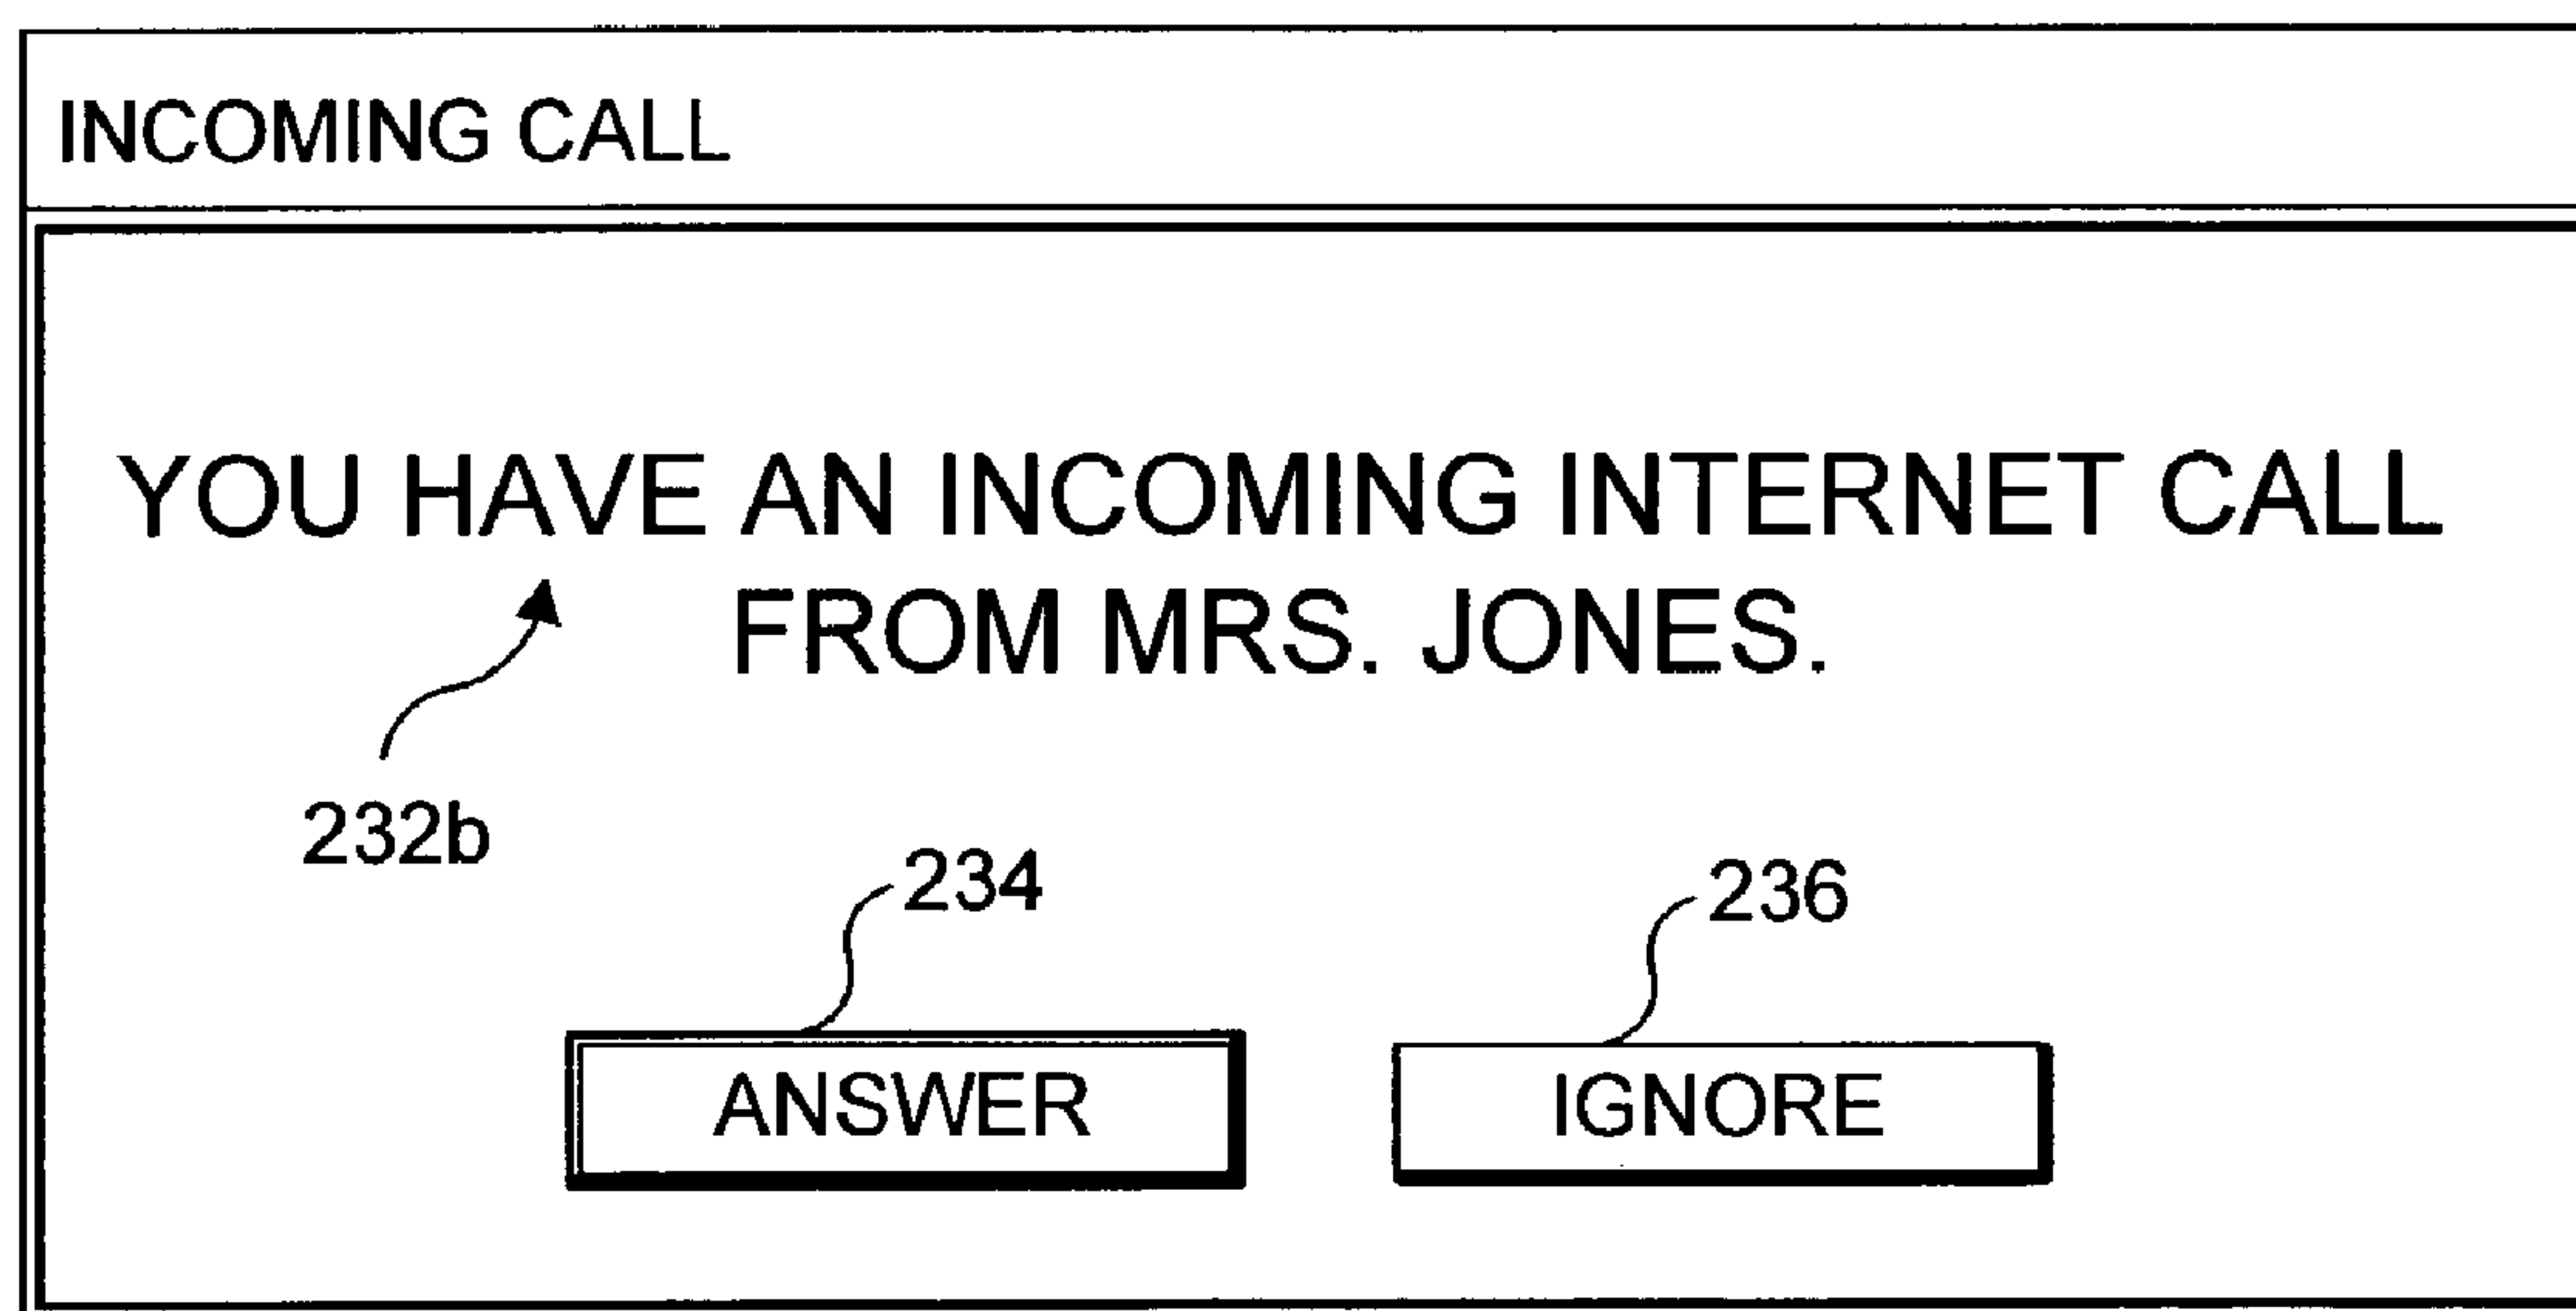 INCOMING CALL
YOU HAVE AN INCOMING INTERNET CALL
FROM MRS. JONES.
232b
234
236
ANSWER
IGNORE